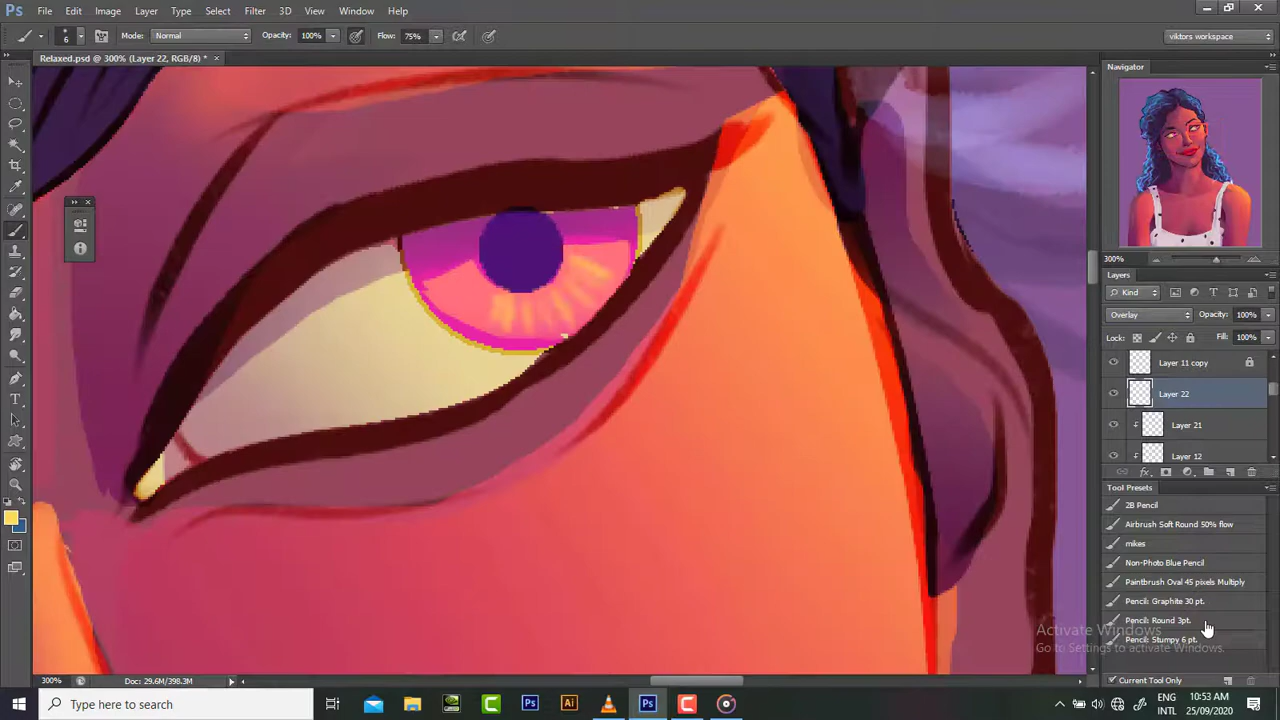 Ps File Edit Image Layer Type Select Filter 3D View Window Help
6 Mode: Normal Opacity: 100% Flow: 75% viktors workspace
Relaxed.psd @ 300% (Layer 22, RGB/8) *
Navigator
300%
Layers
Kind
Overlay Opacity: 100%
Lock: Fill: 100%
Layer 11 copy
Layer 22
Layer 21
Layer 12
Tool Presets
2B Pencil
Airbrush Soft Round 50% flow
mikes
Non-Photo Blue Pencil
Paintbrush Oval 45 pixels Multiply
Pencil: Graphite 30 pt.
Pencil: Round 3pt.
Pencil: Stumpy 6 pt.
Activate Windows
Go to Settings to activate Windows.
Current Tool Only
300% Doc: 29.6M/398.3M
Type here to search
Ps Ai Ps
ENG 10:53 AM
INTL 25/09/2020